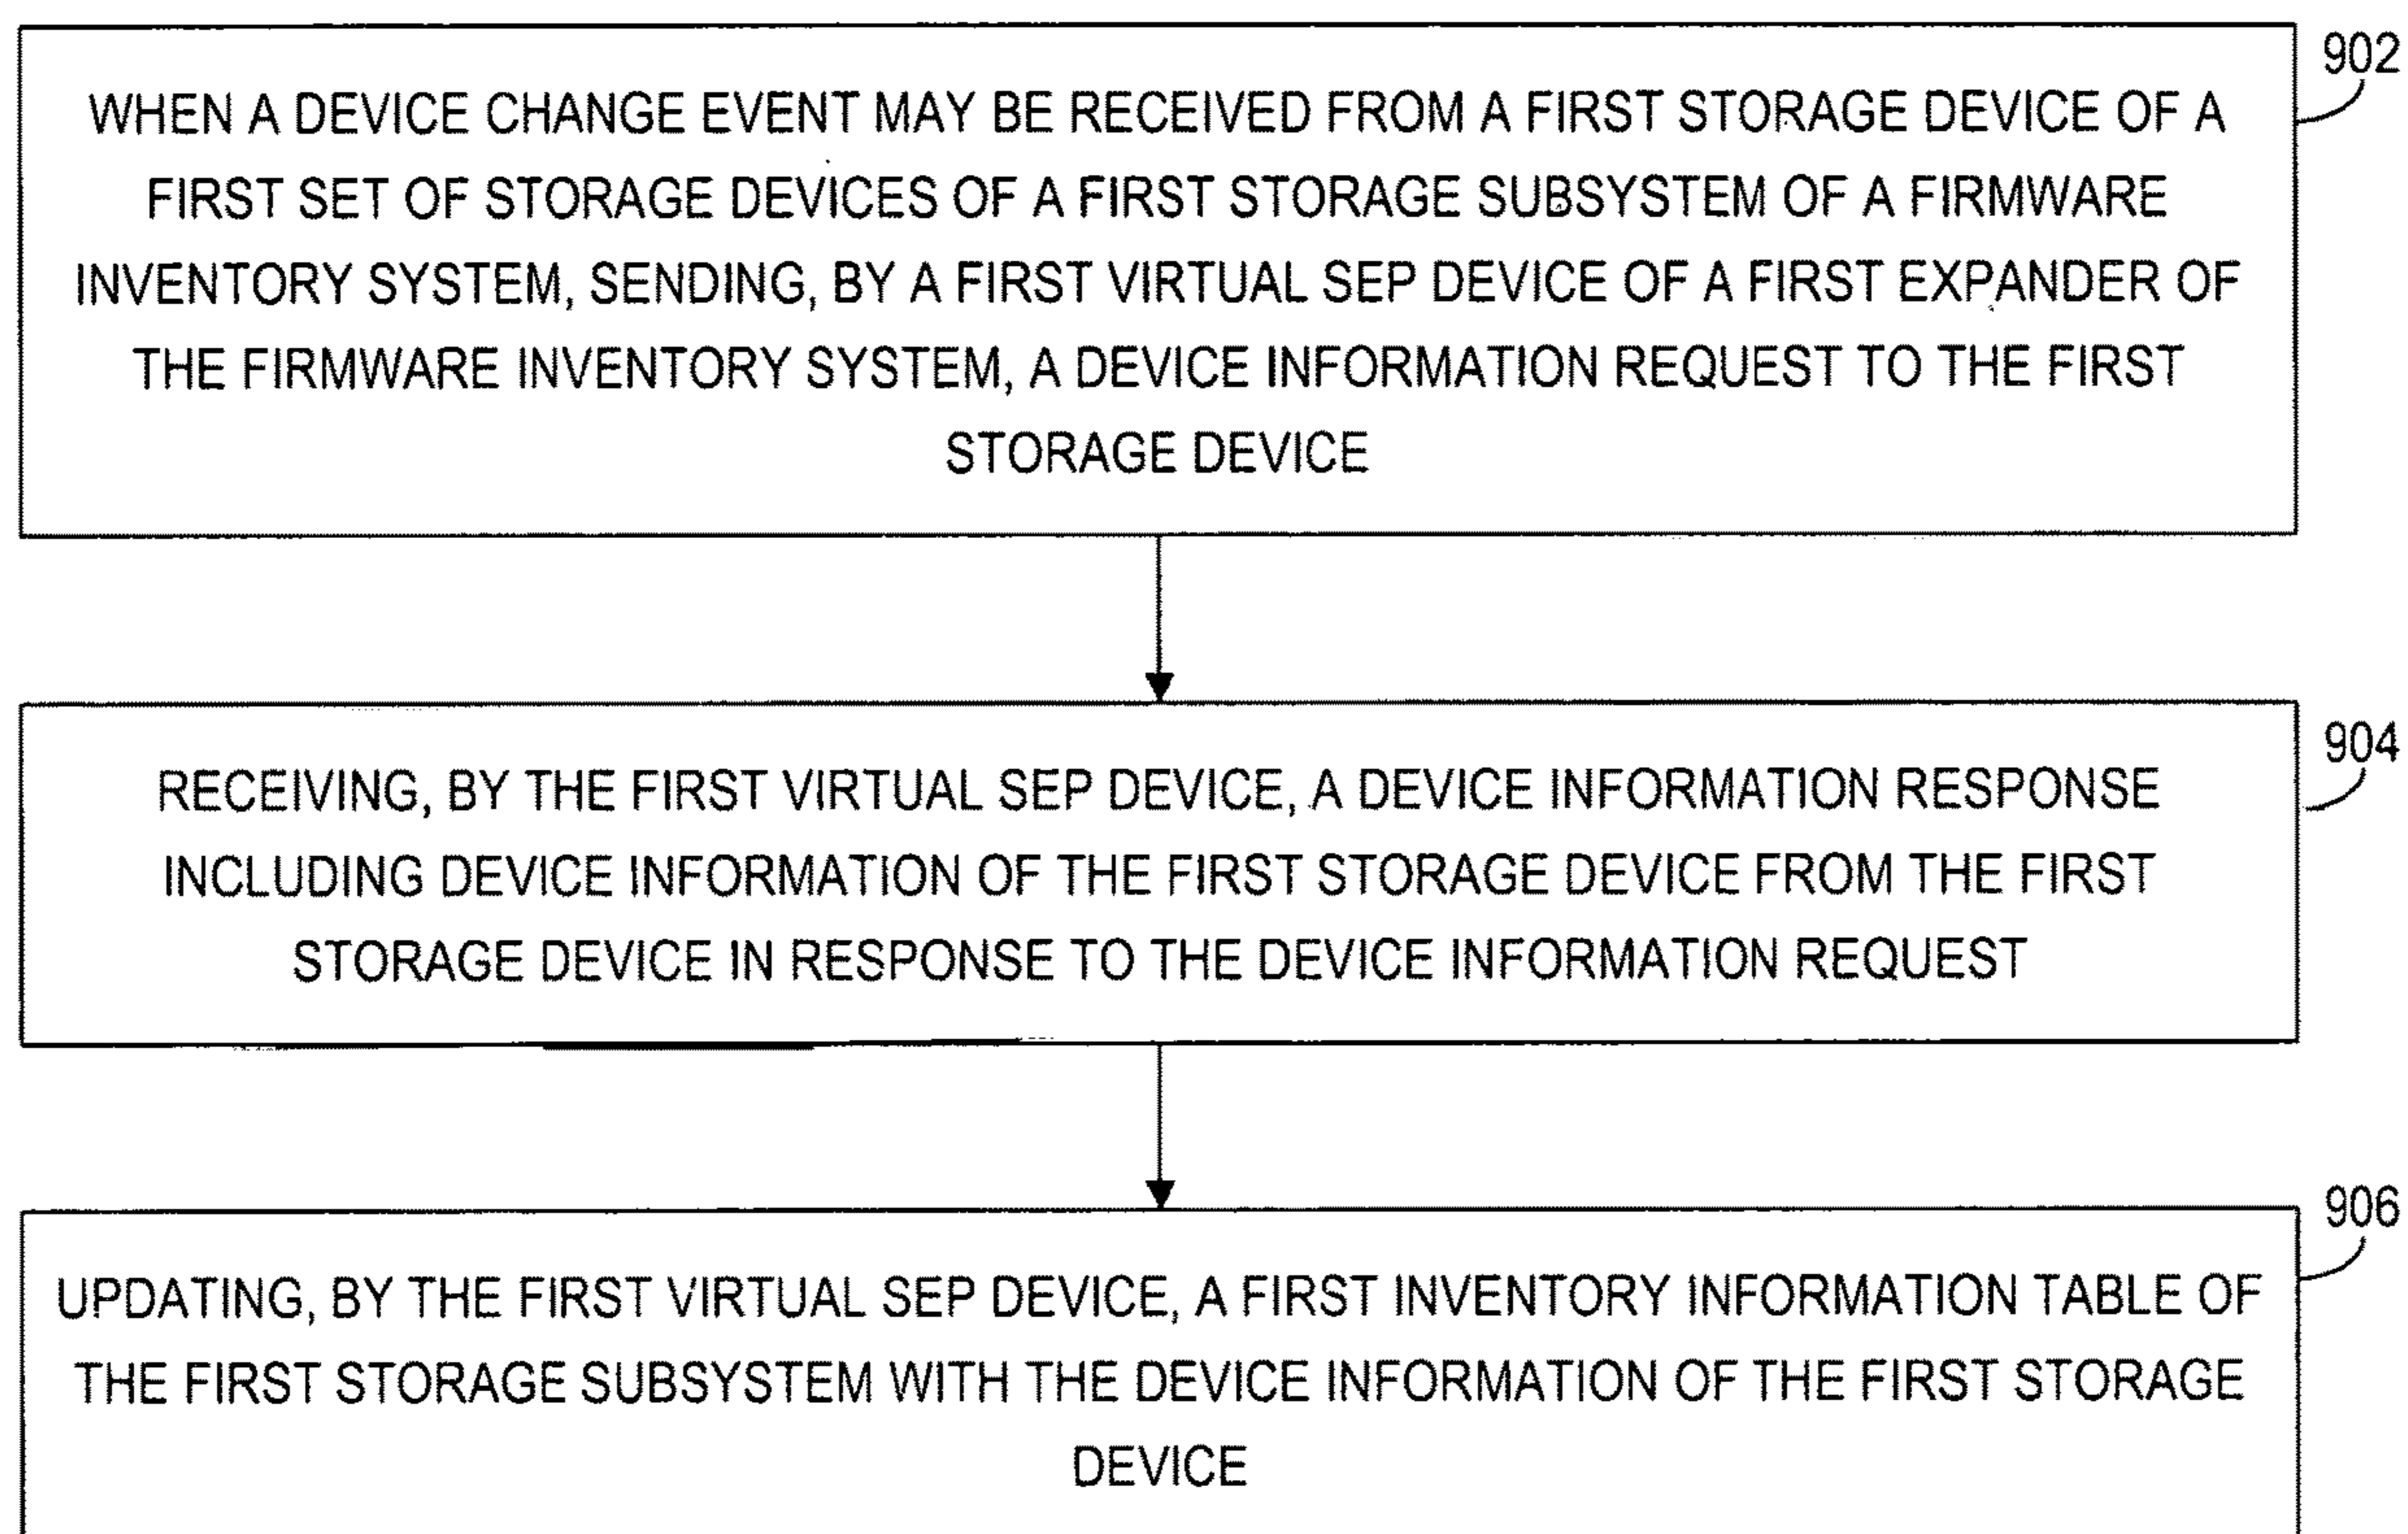 902
WHEN A DEVICE CHANGE EVENT MAY BE RECEIVED FROM A FIRST STORAGE DEVICE OF A
FIRST SET OF STORAGE DEVICES OF A FIRST STORAGE SUBSYSTEM OF A FIRMWARE
INVENTORY SYSTEM, SENDING, BY A FIRST VIRTUAL SEP DEVICE OF A FIRST EXPANDER OF
THE FIRMWARE INVENTORY SYSTEM, A DEVICE INFORMATION REQUEST TO THE FIRST
STORAGE DEVICE
904
RECEIVING, BY THE FIRST VIRTUAL SEP DEVICE, A DEVICE INFORMATION RESPONSE
INCLUDING DEVICE INFORMATION OF THE FIRST STORAGE DEVICE FROM THE FIRST
STORAGE DEVICE IN RESPONSE TO THE DEVICE INFORMATION REQUEST
906
UPDATING, BY THE FIRST VIRTUAL SEP DEVICE, A FIRST INVENTORY INFORMATION TABLE OF
THE FIRST STORAGE SUBSYSTEM WITH THE DEVICE INFORMATION OF THE FIRST STORAGE
DEVICE